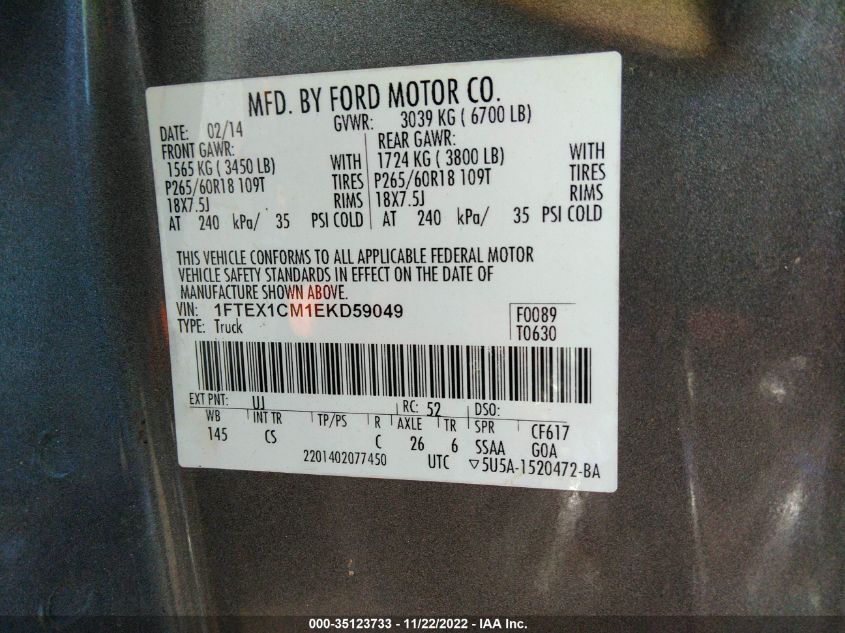 MFD. BY FORD MOTOR CO.
DATE: 02/14 GVWR: 3039 KG ( 6700 LB)
FRONT GAWR: REAR GAWR:
1565 KG ( 3450 LB) WITH 1724 KG ( 3800 LB) WITH
P265/60R18 109T TIRES P265/60R18 109T TIRES
18X7.5J RIMS 18X7.5J RIMS
AT 240 kPa/ 35 PSI COLD AT 240 kPa/ 35 PSI COLD
THIS VEHICLE CONFORMS TO ALL APPLICABLE FEDERAL MOTOR
VEHICLE SAFETY STANDARDS IN EFFECT ON THE DATE OF
MANUFACTURE SHOWN ABOVE.
VIN: 1FTEX1CM1EKD59049 F0089
TYPE: Truck T0630
EXT PNT: UJ RC: 52 DSO:
WB INT TR TP/PS R AXLE TR SPR CF617
145 CS C 26 6 SSAA GOA
2201402077450 UTC ▽5U5A-1520472-BA
000-35123733 - 11/22/2022 - IAA Inc.